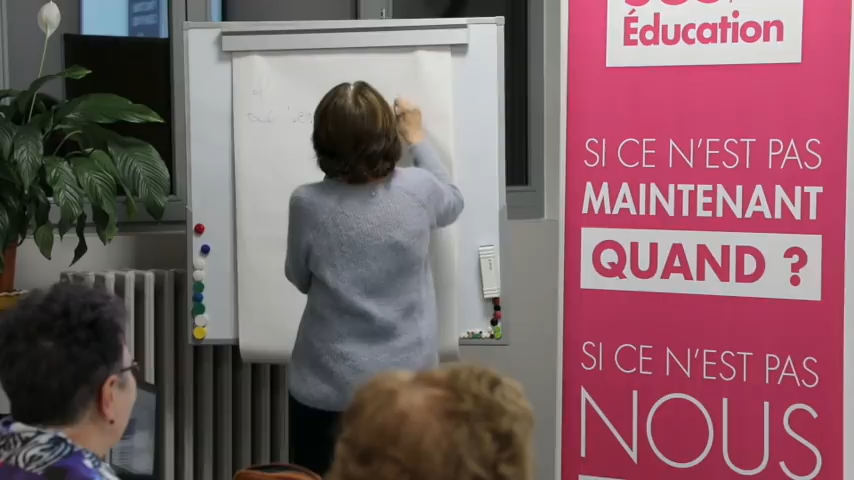 Éducation
SI CE N'EST PAS
MAINTENANT
QUAND ?
SI CE N'EST PAS
NOUS